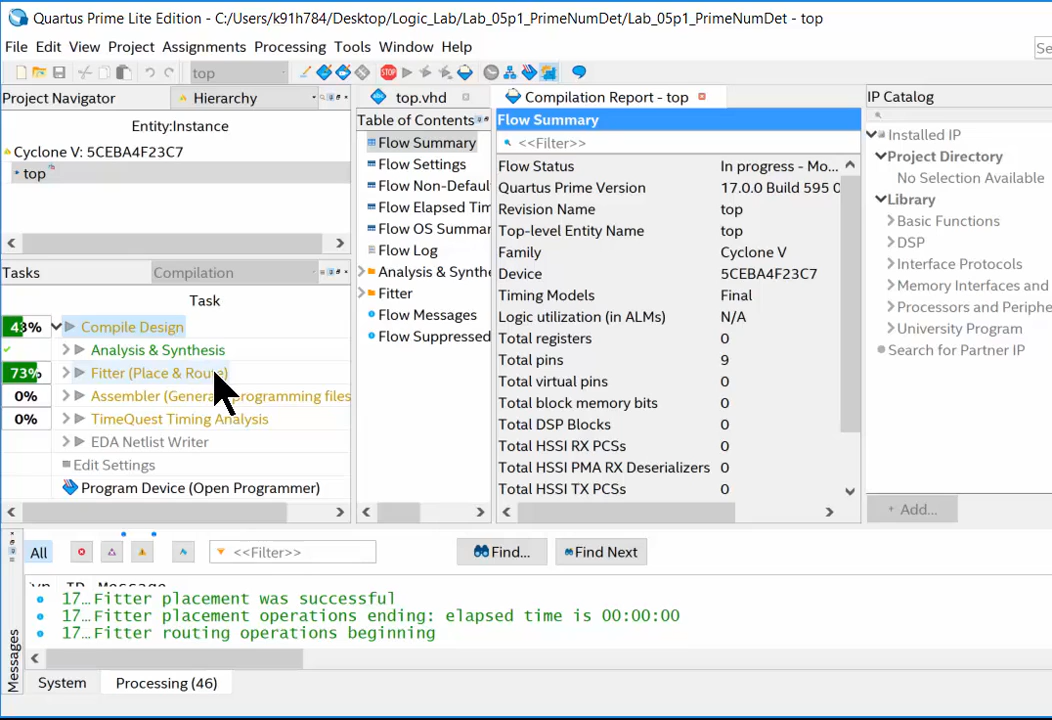 Quartus Prime Lite Edition - C:/Users/k91h784/Desktop/Logic_Lab/Lab_05p1_PrimeNumDet/Lab_05p1_PrimeNumDet - top
File Edit View Project Assignments Processing Tools Window Help
Se
top
Project Navigator
Hierarchy
Entity:Instance
Cyclone V: 5CEBA4F23C7
top
Tasks
Compilation
Task
43% Compile Design
Analysis & Synthesis
73% Fitter (Place & Route)
0% Assembler (Generate programming files
0% TimeQuest Timing Analysis
EDA Netlist Writer
Edit Settings
Program Device (Open Programmer)
top.vhd
Table of Contents
Flow Summary
Flow Settings
Flow Non-Defaul
Flow Elapsed Tim
Flow OS Summar
Flow Log
Analysis & Synthe
Fitter
Flow Messages
Flow Suppressed
Compilation Report - top
Flow Summary
<<Filter>>
Flow Status In progress - Mo...
Quartus Prime Version 17.0.0 Build 595 0
Revision Name top
Top-level Entity Name top
Family Cyclone V
Device 5CEBA4F23C7
Timing Models Final
Logic utilization (in ALMs) N/A
Total registers 0
Total pins 9
Total virtual pins 0
Total block memory bits 0
Total DSP Blocks 0
Total HSSI RX PCSs 0
Total HSSI PMA RX Deserializers 0
Total HSSI TX PCSs 0
IP Catalog
Installed IP
Project Directory
No Selection Available
Library
Basic Functions
DSP
Interface Protocols
Memory Interfaces and
Processors and Periphe
University Program
Search for Partner IP
+ Add...
All
<<Filter>>
Find...
Find Next
ID Message
17… Fitter placement was successful
17… Fitter placement operations ending: elapsed time is 00:00:00
17… Fitter routing operations beginning
Messages
System Processing (46)